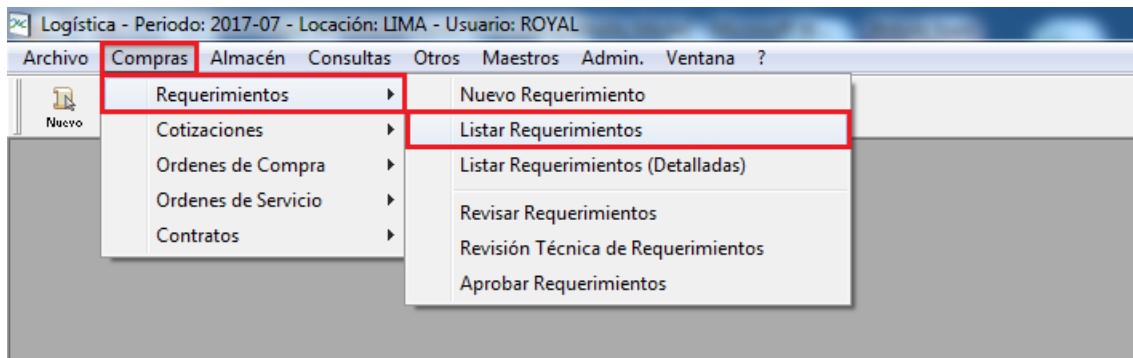 Logística - Periodo: 2017-07 - Locación: LIMA - Usuario: ROYAL
Archivo Compras Almacén Consultas Otros Maestros Admin. Ventana ?
Nuevo
Requerimientos
Cotizaciones
Ordenes de Compra
Ordenes de Servicio
Contratos
Nuevo Requerimiento
Listar Requerimientos
Listar Requerimientos (Detalladas)
Revisar Requerimientos
Revisión Técnica de Requerimientos
Aprobar Requerimientos